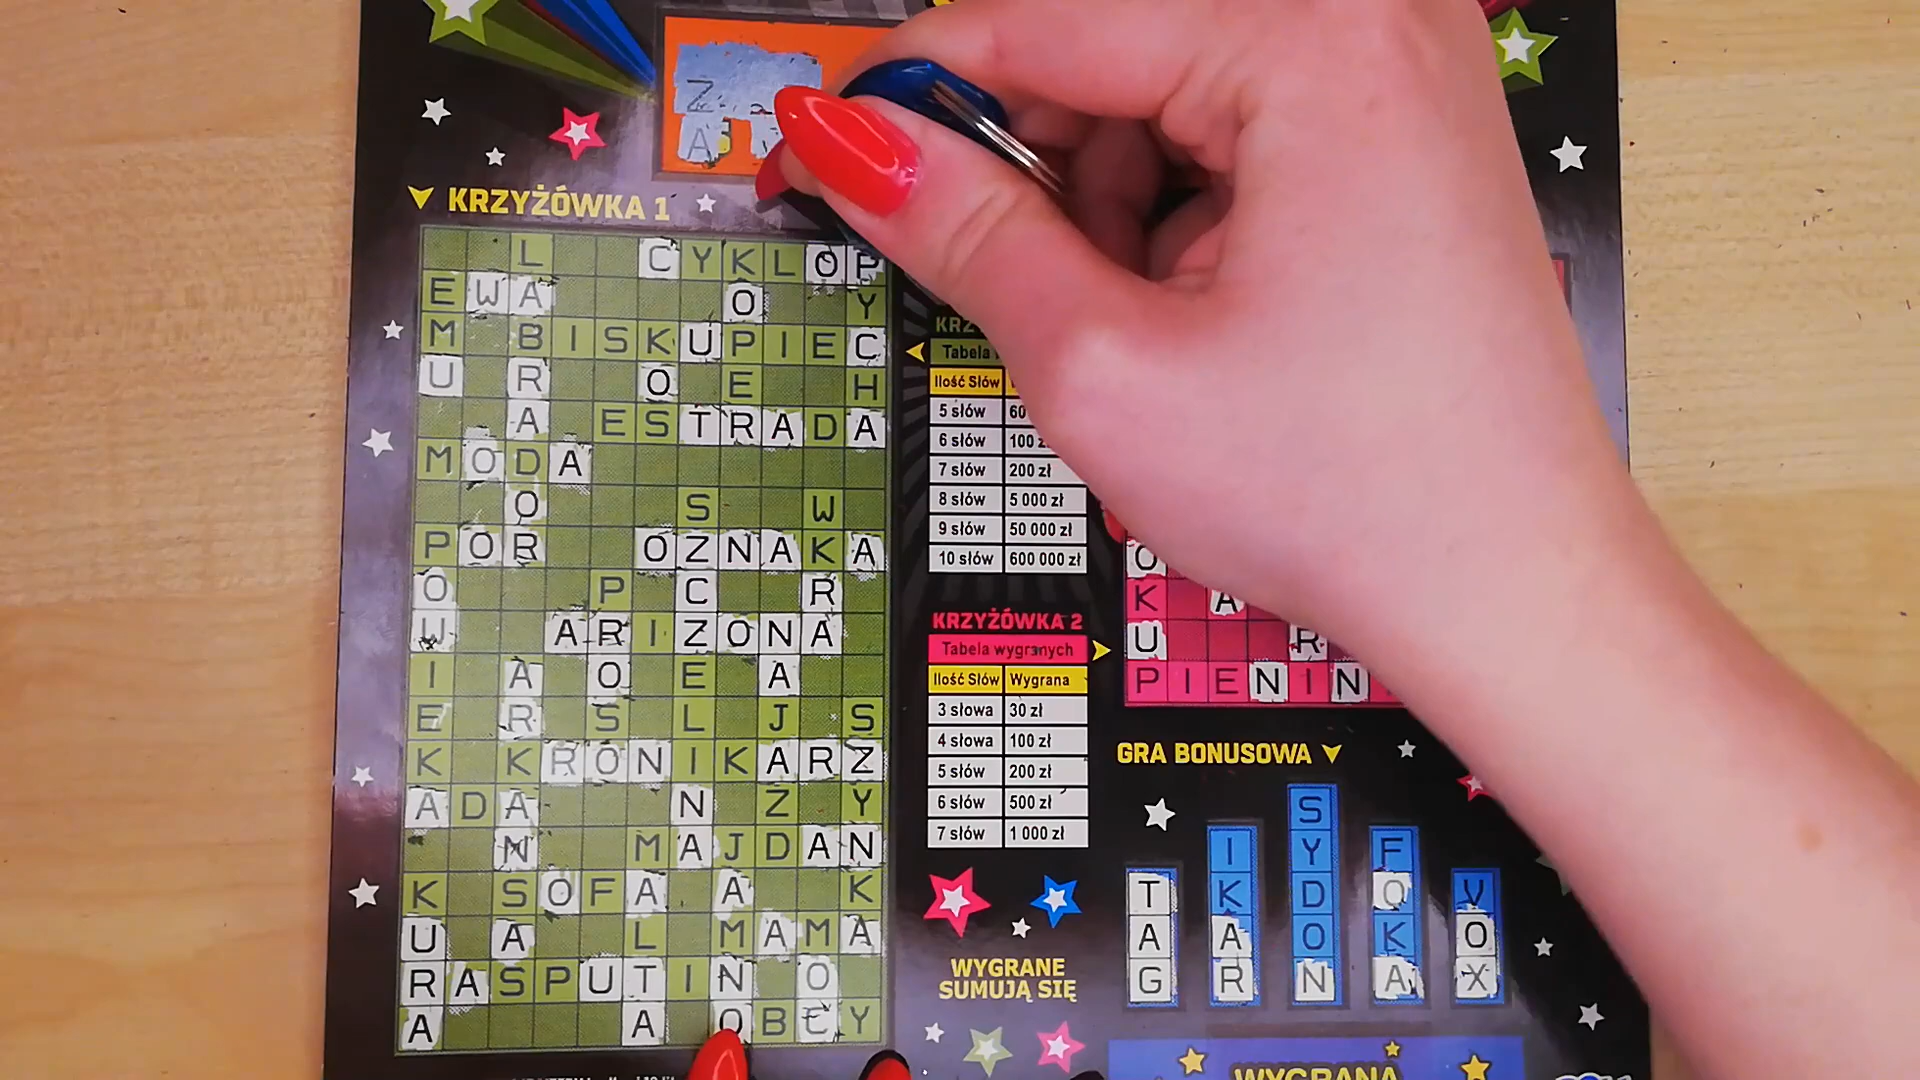 Z
A
KRZYŻÓWKA 1
L CYKLOP
EWA O Y
M BISKUPIEC
U R O E H
A ESTRADA
MODA
O S W
POR OZNAKA
O P C R
W ARIZONA
I A O E A
E R S L J S
K KRONIKARZ
ADA N Z Y
N MAJDAN
K SOFA A K
U A L MAMA
RASPUTIN O
A A OBEY
Tabela
Ilość Słów
5 słów 60
6 słów 100 z
7 słów 200 zł
8 słów 5 000 zł
9 słów 50 000 zł
10 słów 600 000 zł
KRZYŻÓWKA 2
Tabela wygranych
Ilość Słów Wygrana
3 słowa 30 zł
4 słowa 100 zł
5 słów 200 zł
6 słów 500 zł
7 słów 1 000 zł
WYGRANE
SUMUJĄ SIĘ
O
K A
U R
PIENIN
GRA BONUSOWA
TAG
IKAR
SYDON
FOKA
VOX
WYGRANA